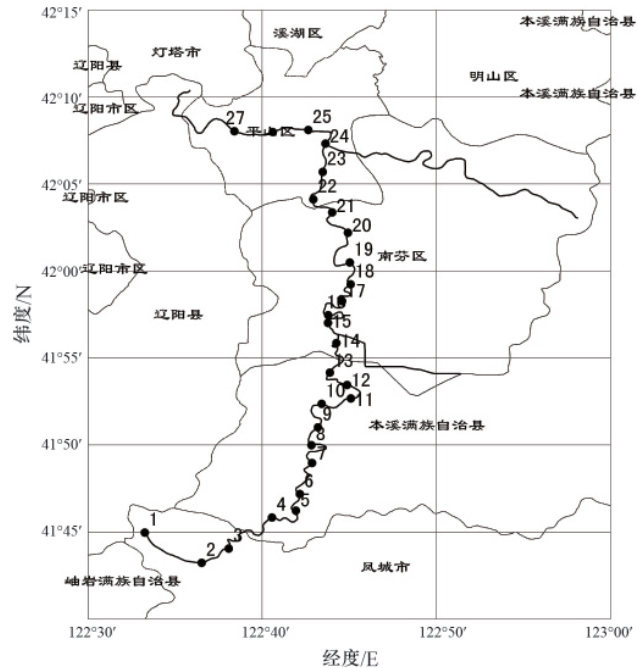 42°15′
溪湖区
本溪满族自治县
灯塔市
辽阳县
明山区
42°10′
本溪满族自治县
辽阳市区
27
平山区
25
24
23
42°05′
22
辽阳市区
21
20
19
南芬区
辽阳市区
42°00′
18
17
辽阳县
16
15
14
纬度/N
41°55′
13
12
10
11
9
本溪满族自治县
8
41°50′
7
6
5
4
3
1
41°45′
2
岫岩满族自治县
凤城市
122°30′
122°40′
122°50′
123°00′
经度/E